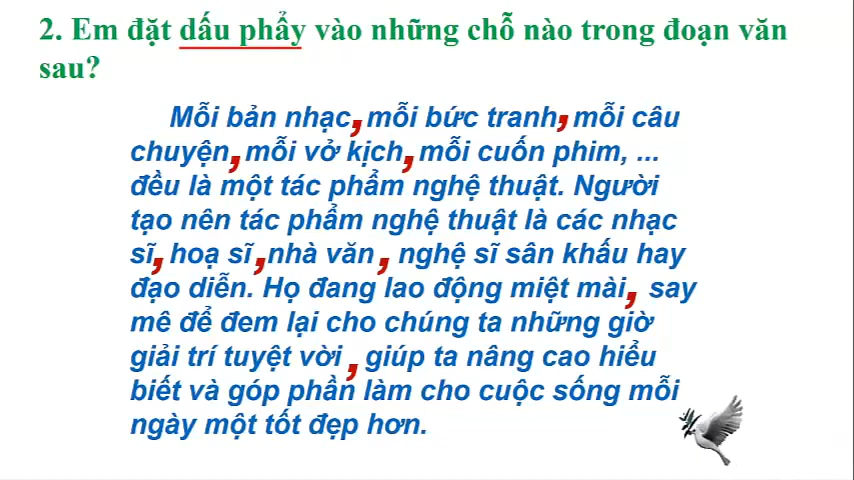 2. Em đặt dấu phẩy vào những chỗ nào trong đoạn văn
sau?
Mỗi bản nhạc, mỗi bức tranh, mỗi câu
chuyện, mỗi vở kịch, mỗi cuốn phim, ...
đều là một tác phẩm nghệ thuật. Người
tạo nên tác phẩm nghệ thuật là các nhạc
sĩ, hoạ sĩ ,nhà văn , nghệ sĩ sân khấu hay
đạo diễn. Họ đang lao động miệt mài, say
mê để đem lại cho chúng ta những giờ
giải trí tuyệt vời , giúp ta nâng cao hiểu
biết và góp phần làm cho cuộc sống mỗi
ngày một tốt đẹp hơn.